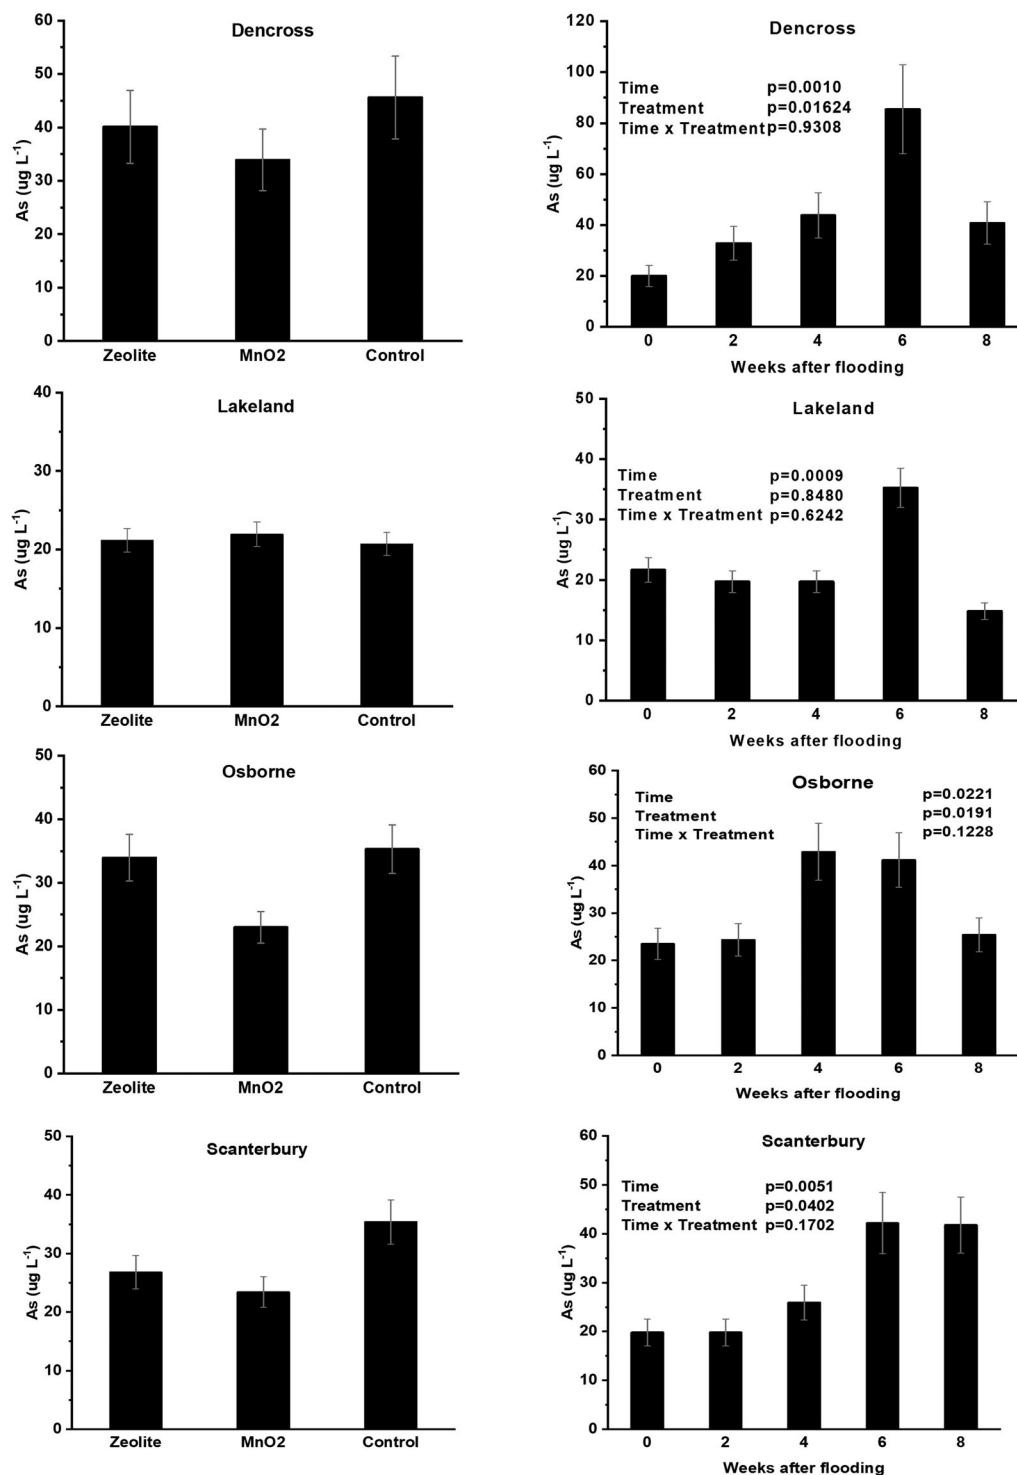 Dencross
As (ug L-1)
60
50
40
30
20
10
0
Zeolite MnO2 Control
Dencross
As (ug L-1)
120
100
80
60
40
20
0
Time p=0.0010
Treatment p=0.01624
Time x Treatment p=0.9308
0 2 4 6 8
Weeks after flooding
Lakeland
As (ug L-1)
40
30
20
10
0
Zeolite MnO2 Control
Lakeland
As (ug L-1)
50
40
30
20
10
0
Time p=0.0009
Treatment p=0.8480
Time x Treatment p=0.6242
0 2 4 6 8
Weeks after flooding
Osborne
As (ug L-1)
50
40
30
20
10
0
Zeolite MnO2 Control
Osborne
As (ug L-1)
60
50
40
30
20
10
0
Time p=0.0221
Treatment p=0.0191
Time x Treatment p=0.1228
0 2 4 6 8
Weeks after flooding
Scanterbury
As (ug L-1)
50
40
30
20
10
0
Zeolite MnO2 Control
Scanterbury
As (ug L-1)
60
50
40
30
20
10
0
Time p=0.0051
Treatment p=0.0402
Time x Treatment p=0.1702
0 2 4 6 8
Weeks after flooding